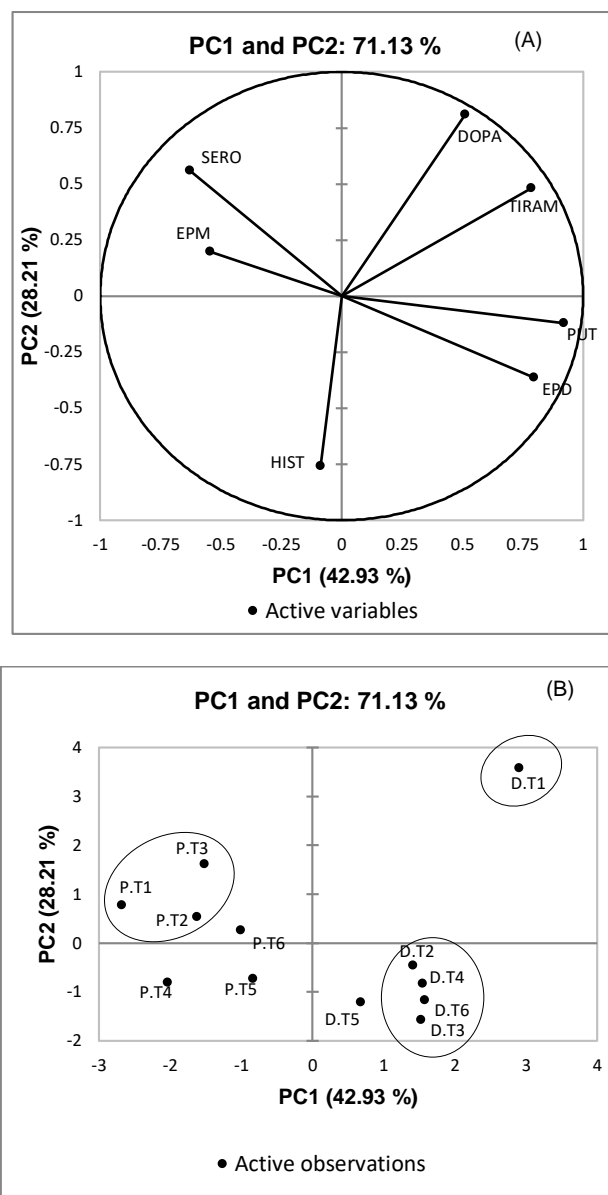 PC1 and PC2: 71.13 %
(A)
1
0.75
0.5
0.25
0
-0.25
-0.5
-0.75
-1
PC2 (28.21 %)
DOPA
SERO
TIRAM
EPM
PUT
EPD
HIST
-1 -0.75 -0.5 -0.25 0 0.25 0.5 0.75 1
PC1 (42.93 %)
Active variables
PC1 and PC2: 71.13 %
(B)
4
3
2
1
0
-1
-2
PC2 (28.21 %)
D.T1
P.T3
P.T1
P.T2
P.T6
D.T2
D.T4
P.T4
P.T5
D.T6
D.T5
D.T3
-3 -2 -1 0 1 2 3 4
PC1 (42.93 %)
Active observations